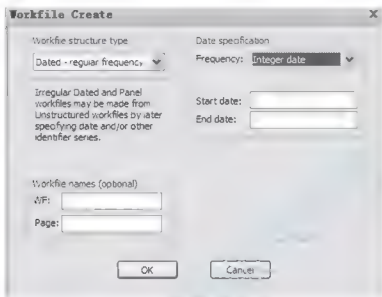 Workfile Create
X
Workfile structure type
Dated - regular frequency
Irregular Dated and Panel
workfiles may be made from
Unstructured workfiles by later
specifying date and/or other
identifier series.
Date specification
Frequency: Integer date
Start date:
End date:
Workfile names (optional)
WF:
Page:
OK
Cancel